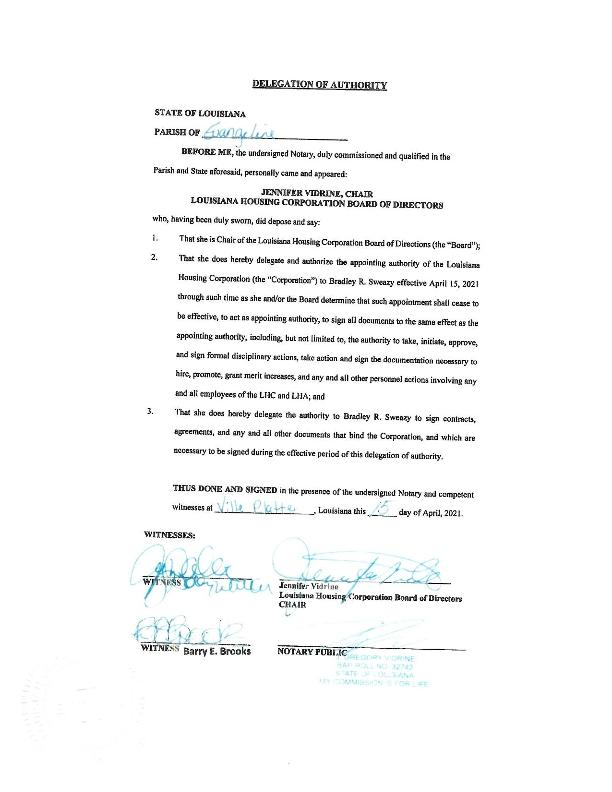 DELEGATION OF AUTHORITY
STATE OF LOUISIANA
PARISH OF Evangeline
BEFORE ME, the undersigned Notary, duly commissioned and qualified in the
Parish and State aforesaid, personally came and appeared:
JENNIFER VIDRINE, CHAIR
LOUISIANA HOUSING CORPORATION BOARD OF DIRECTORS
who, having been duly sworn, did depose and say:
1. That she is Chair of the Louisiana Housing Corporation Board of Directions (the "Board");
2. That she does hereby delegate and authorize the appointing authority of the Louisiana
Housing Corporation (the "Corporation") to Bradley R. Sweazy effective April 15, 2021
through such time as she and/or the Board determine that such appointment shall cease to
be effective, to act as appointing authority, to sign all documents to the same effect as the
appointing authority, including, but not limited to, the authority to take, initiate, approve,
and sign formal disciplinary actions, take action and sign the documentation necessary to
hire, promote, grant merit increases, and any and all other personnel actions involving any
and all employees of the LHC and LHA; and
3. That she does hereby delegate the authority to Bradley R. Sweazy to sign contracts,
agreements, and any and all other documents that bind the Corporation, and which are
necessary to be signed during the effective period of this delegation of authority.
THUS DONE AND SIGNED in the presence of the undersigned Notary and competent
witnesses at Ville Platte, Louisiana this 15 day of April, 2021.
WITNESSES:
WITNESS
Jennifer Vidrine
Louisiana Housing Corporation Board of Directors
CHAIR
WITNESS Barry E. Brooks
NOTARY PUBLIC
GREGORY VIDRINE
BAR ROLL NO. 32742
STATE OF LOUISIANA
MY COMMISSION IS FOR LIFE